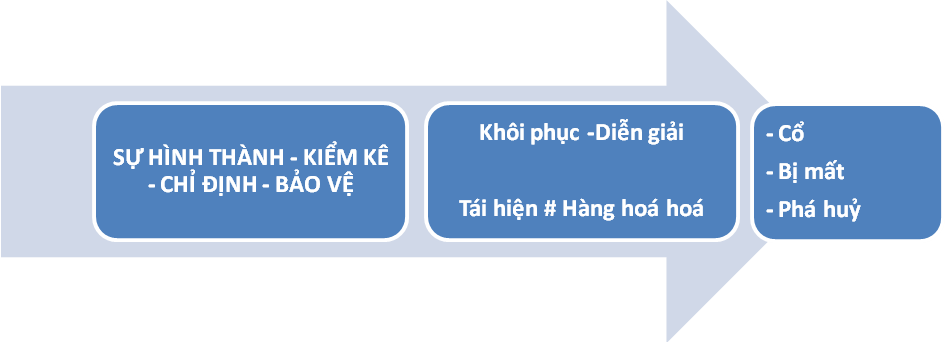 SỰ HÌNH THÀNH - KIỂM KÊ
- CHỈ ĐỊNH - BẢO VỆ
Khôi phục -Diễn giải
Tái hiện # Hàng hoá hoá
- Cổ
- Bị mất
- Phá huỷ